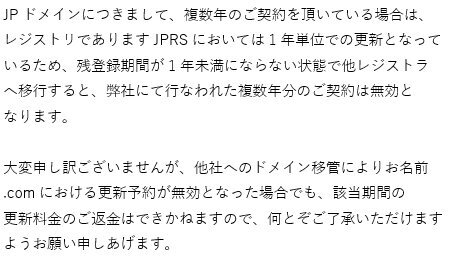 JP ドメインにつきまして、複数年のご契約を頂いている場合は、
レジストリであります JPRS においては 1 年単位での更新となって
いるため、残登録期間が 1 年未満にならない状態で他レジストラ
へ移行すると、弊社にて行なわれた複数年分のご契約は無効と
なります。
大変申し訳ございませんが、他社へのドメイン移管によりお名前
.com における更新予約が無効となった場合でも、該当期間の
更新料金のご返金はできかねますので、何とぞご了承いただけます
ようお願い申しあげます。